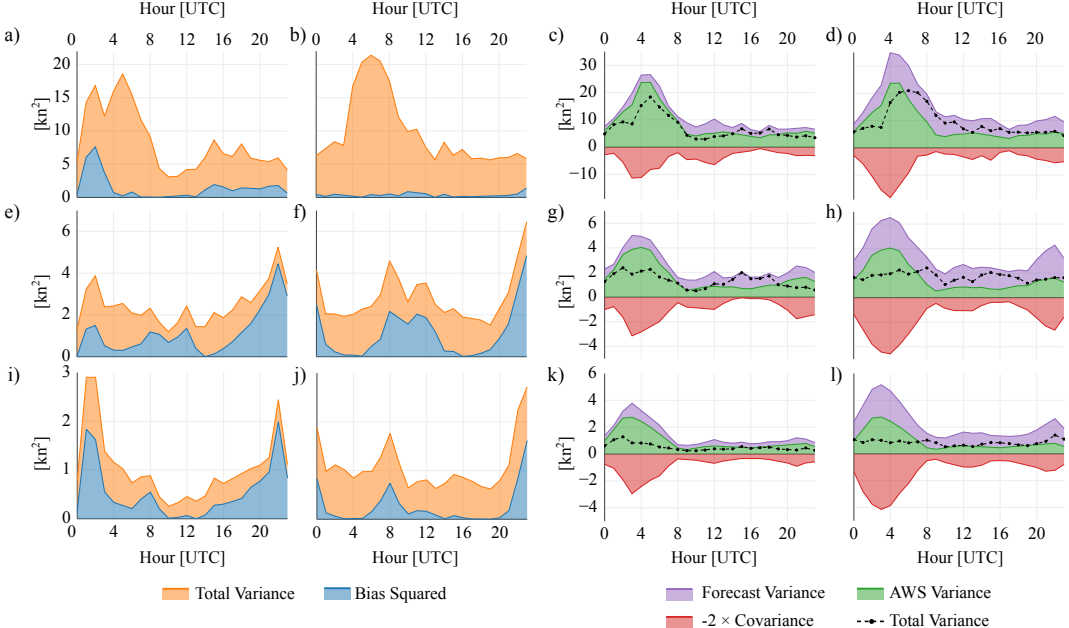 Hour [UTC] Hour [UTC] Hour [UTC] Hour [UTC]
a) 0 4 8 12 16 20 b) 0 4 8 12 16 20 c) 0 4 8 12 16 20 d) 0 4 8 12 16 20
[kn²] 20 15 10 5 0
[kn²] 30 20 10 0 −10
e) f) g) h)
[kn²] 6 4 2 0
[kn²] 6 4 2 0 −2 −4
i) j) k) l)
[kn²] 3 2 1 0
[kn²] 6 4 2 0 −2 −4
0 4 8 12 16 20 0 4 8 12 16 20 0 4 8 12 16 20 0 4 8 12 16 20
Hour [UTC] Hour [UTC] Hour [UTC] Hour [UTC]
Total Variance Bias Squared Forecast Variance AWS Variance
-2 × Covariance Total Variance